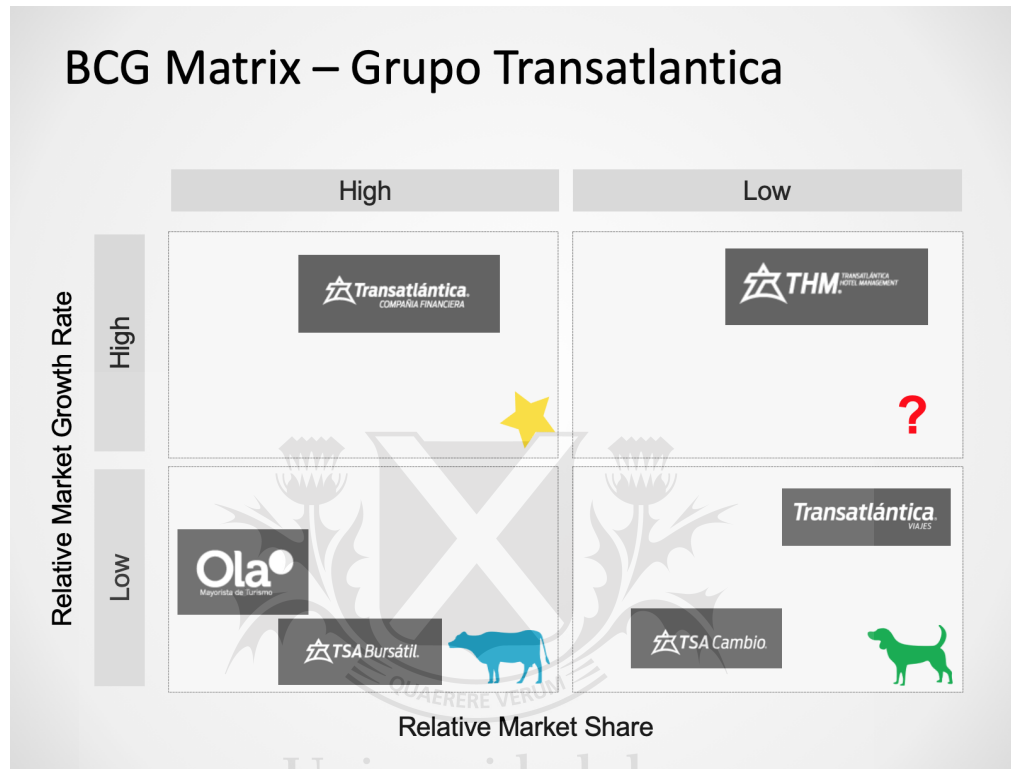 BCG Matrix – Grupo Transatlantica
High
Low
Relative Market Growth Rate
High
Transatlántica.
COMPAÑIA FINANCIERA
THM.
TRANSATLÁNTICA
HOTEL MANAGEMENT
?
Low
Ola
Mayorista de Turismo
TSA Bursátil.
Transatlántica.
VIAJES
TSA Cambio.
QUAERERE VERUM
Relative Market Share